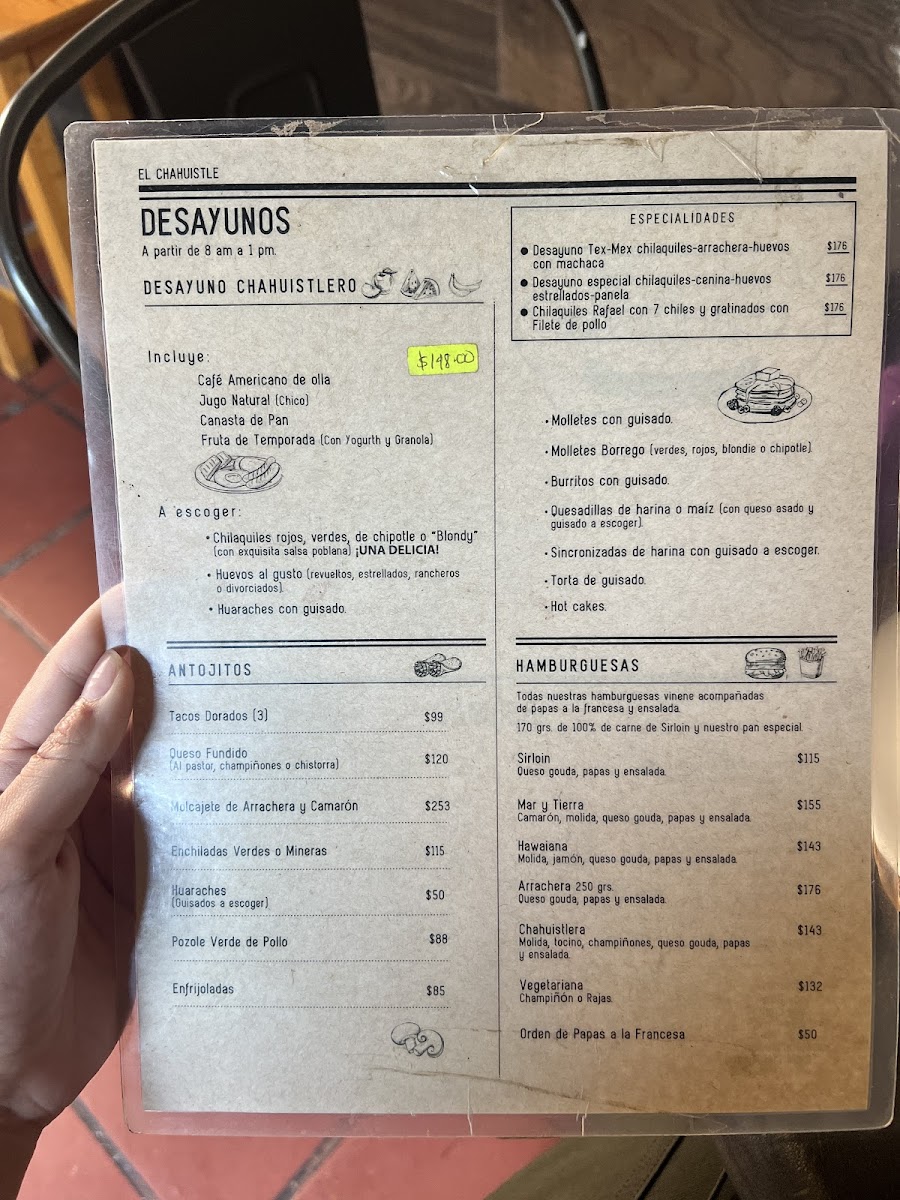 EL CHAHUISTLE
DESAYUNOS
A partir de 8 am a 1 pm.
DESAYUNO CHAHUISTLERO
Incluye:
$148.00
Café Americano de olla
Jugo Natural (Chico)
Canasta de Pan
Fruta de Temporada (Con Yogurth y Granola)
A escoger:
• Chilaquiles rojos, verdes, de chipotle o "Blondy"
(con exquisita salsa poblana) ¡UNA DELICIA!
• Huevos al gusto (revueltos, estrellados, rancheros
o divorciados).
• Huaraches con guisado.
ESPECIALIDADES
● Desayuno Tex-Mex chilaquiles-arrachera-huevos $176
con machaca
● Desayuno especial chilaquiles-cenina-huevos $176
estrellados-panela
● Chilaquiles Rafael con 7 chiles y gratinados con $176
Filete de pollo
• Molletes con guisado.
• Molletes Borrego (verdes, rojos, blondie o chipotle).
• Burritos con guisado.
• Quesadillas de harina o maíz (con queso asado y
guisado a escoger).
• Sincronizadas de harina con guisado a escoger.
• Torta de guisado.
• Hot cakes.
ANTOJITOS
Tacos Dorados (3) $99
Queso Fundido $120
(Al pastor, champiñones o chistorra)
Molcajete de Arrachera y Camarón $253
Enchiladas Verdes o Mineras $115
Huaraches $50
(Guisados a escoger)
Pozole Verde de Pollo $88
Enfrijoladas $85
HAMBURGUESAS
Todas nuestras hamburguesas vinene acompañadas
de papas a la francesa y ensalada.
170 grs. de 100% de carne de Sirloin y nuestro pan especial.
Sirloin $115
Queso gouda, papas y ensalada.
Mar y Tierra $155
Camarón, molida, queso gouda, papas y ensalada.
Hawaiana $143
Molida, jamón, queso gouda, papas y ensalada.
Arrachera 250 grs. $176
Queso gouda, papas y ensalada.
Chahuistlera $143
Molida, tocino, champiñones, queso gouda, papas
y ensalada.
Vegetariana $132
Champiñón o Rajas.
Orden de Papas a la Francesa $50